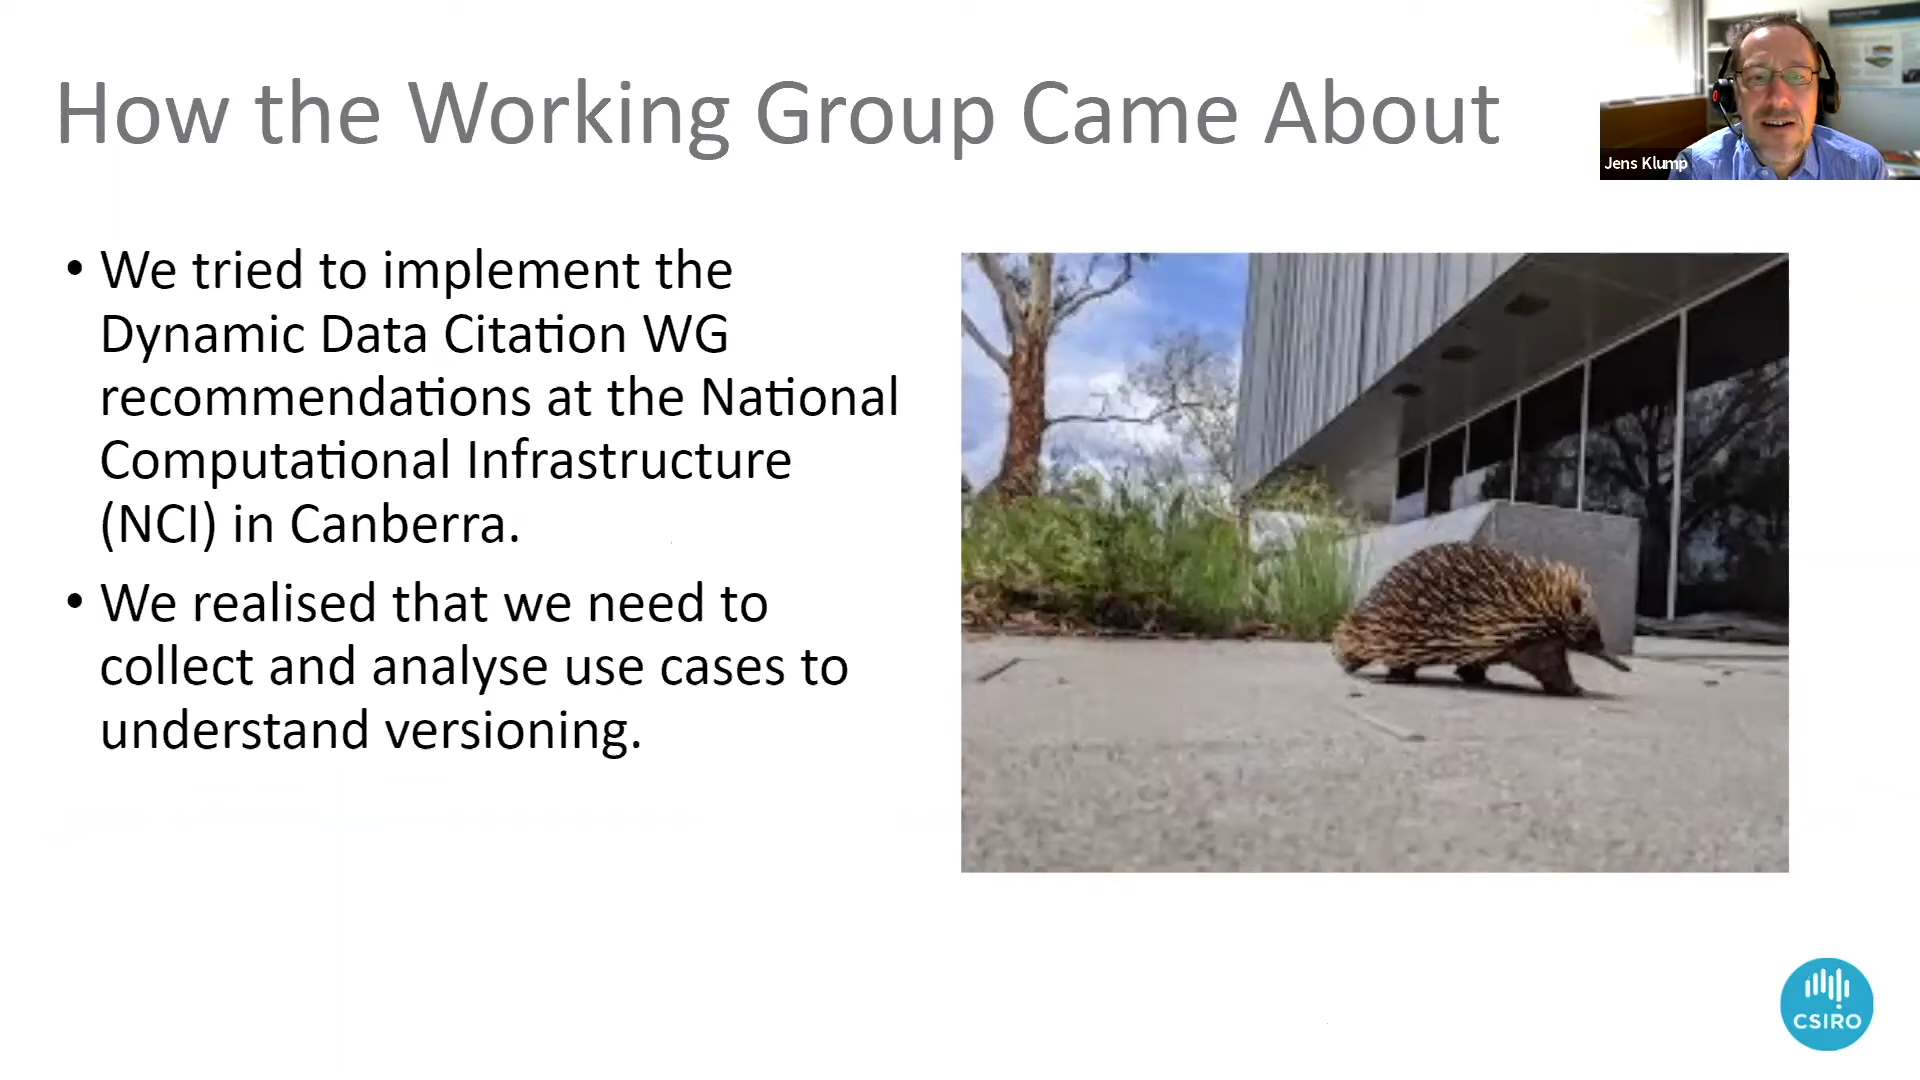 How the Working Group Came About
Jens Klump
• We tried to implement the
Dynamic Data Citation WG
recommendations at the National
Computational Infrastructure
(NCI) in Canberra.
• We realised that we need to
collect and analyse use cases to
understand versioning.
CSIRO